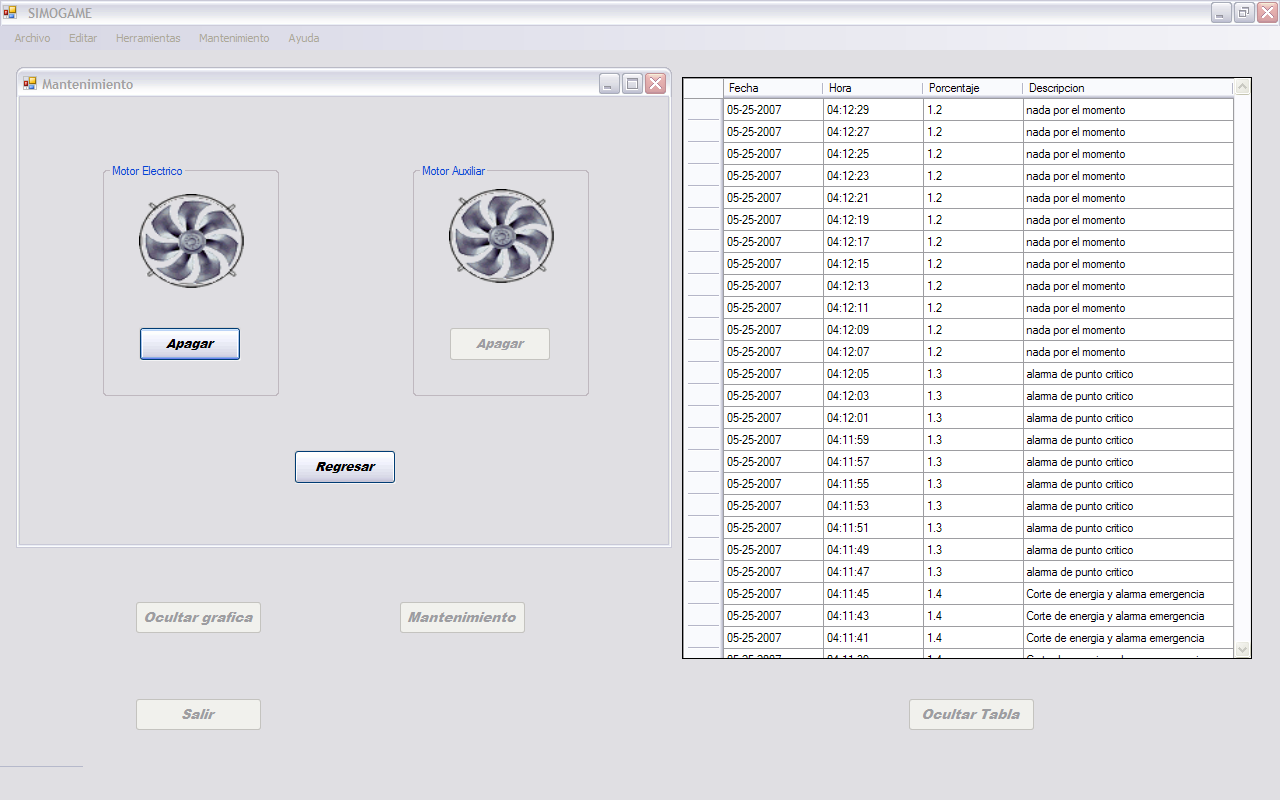 SIMOGAME
Archivo Editar Herramientas Mantenimiento Ayuda
Mantenimiento
Motor Electrico
Motor Auxiliar
Apagar
Apagar
Regresar
Ocultar grafica
Mantenimiento
Salir
Fecha Hora Porcentaje Descripcion
05-25-2007 04:12:29 1.2 nada por el momento
05-25-2007 04:12:27 1.2 nada por el momento
05-25-2007 04:12:25 1.2 nada por el momento
05-25-2007 04:12:23 1.2 nada por el momento
05-25-2007 04:12:21 1.2 nada por el momento
05-25-2007 04:12:19 1.2 nada por el momento
05-25-2007 04:12:17 1.2 nada por el momento
05-25-2007 04:12:15 1.2 nada por el momento
05-25-2007 04:12:13 1.2 nada por el momento
05-25-2007 04:12:11 1.2 nada por el momento
05-25-2007 04:12:09 1.2 nada por el momento
05-25-2007 04:12:07 1.2 nada por el momento
05-25-2007 04:12:05 1.3 alarma de punto critico
05-25-2007 04:12:03 1.3 alarma de punto critico
05-25-2007 04:12:01 1.3 alarma de punto critico
05-25-2007 04:11:59 1.3 alarma de punto critico
05-25-2007 04:11:57 1.3 alarma de punto critico
05-25-2007 04:11:55 1.3 alarma de punto critico
05-25-2007 04:11:53 1.3 alarma de punto critico
05-25-2007 04:11:51 1.3 alarma de punto critico
05-25-2007 04:11:49 1.3 alarma de punto critico
05-25-2007 04:11:47 1.3 alarma de punto critico
05-25-2007 04:11:45 1.4 Corte de energia y alarma emergencia
05-25-2007 04:11:43 1.4 Corte de energia y alarma emergencia
05-25-2007 04:11:41 1.4 Corte de energia y alarma emergencia
Ocultar Tabla